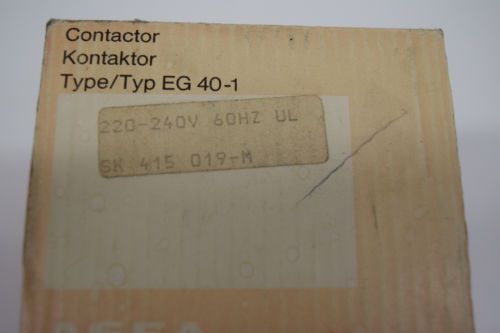 Contactor
Kontaktor
Type/Typ EG 40-1
220-240V 60HZ UL
SK 415 019-M